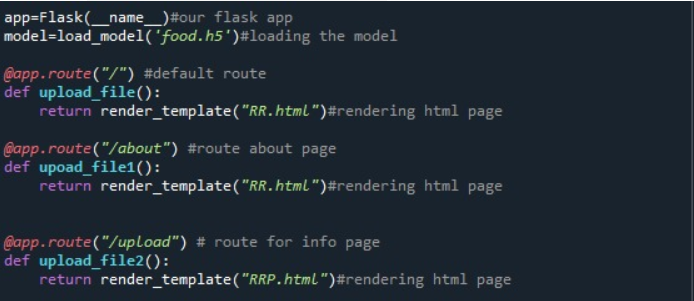 app=Flask(__name__)#our flask app
model=load_model('food.h5')#loading the model
@app.route("/") #default route
def upload_file():
return render_template("RR.html")#rendering html page
@app.route("/about") #route about page
def upoad_file1():
return render_template("RR.html")#rendering html page
@app.route("/upload") # route for info page
def upload_file2():
return render_template("RRP.html")#rendering html page